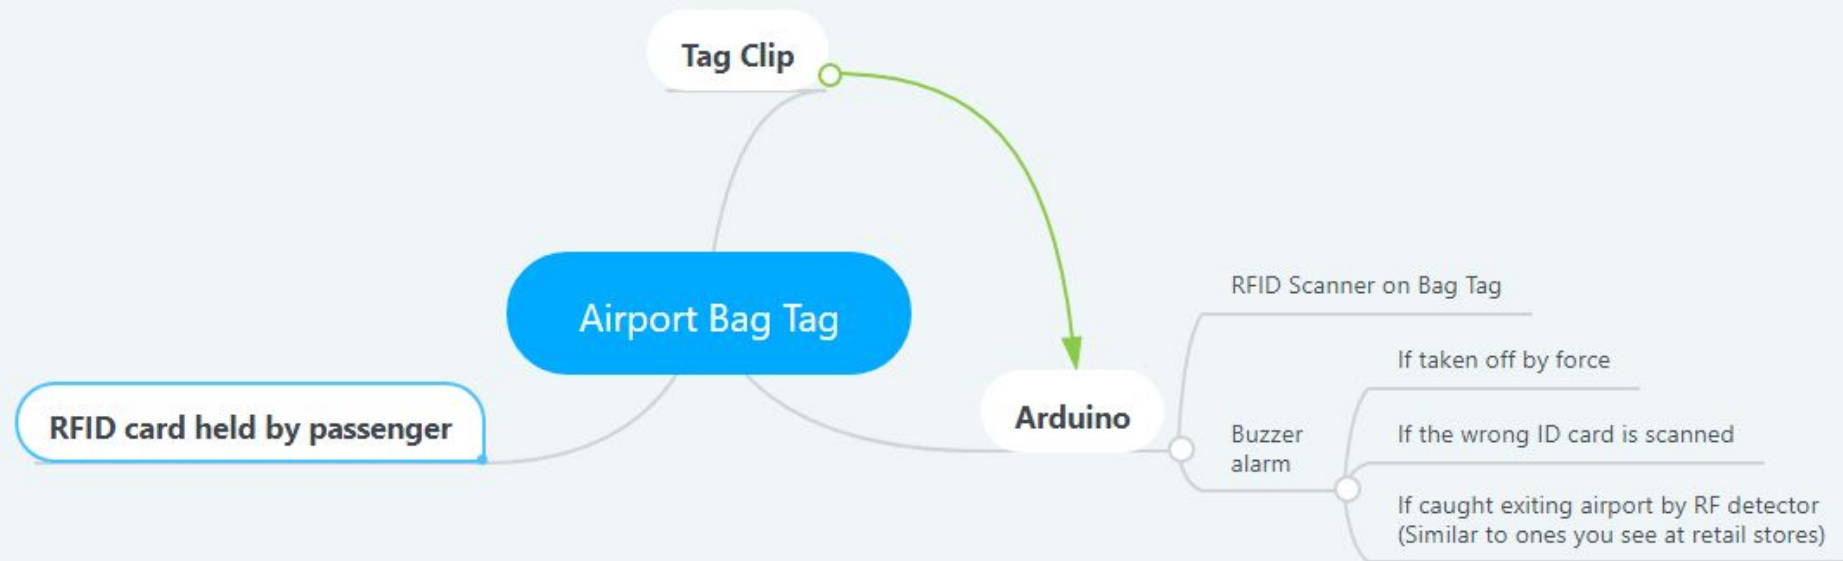 Tag Clip
Airport Bag Tag
RFID card held by passenger
Arduino
RFID Scanner on Bag Tag
Buzzer
alarm
If taken off by force
If the wrong ID card is scanned
If caught exiting airport by RF detector
(Similar to ones you see at retail stores)